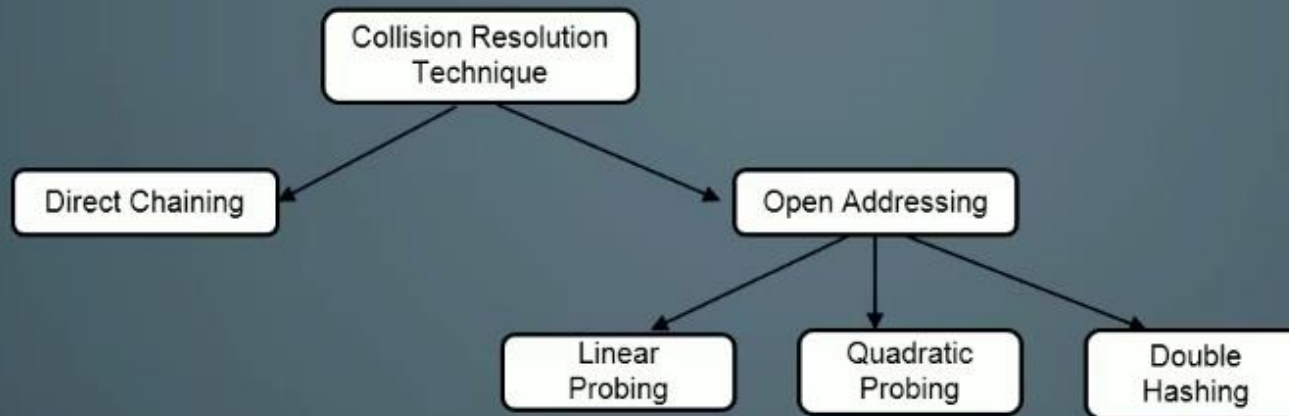 Collision Resolution
Technique
Direct Chaining
Open Addressing
Linear
Probing
Quadratic
Probing
Double
Hashing